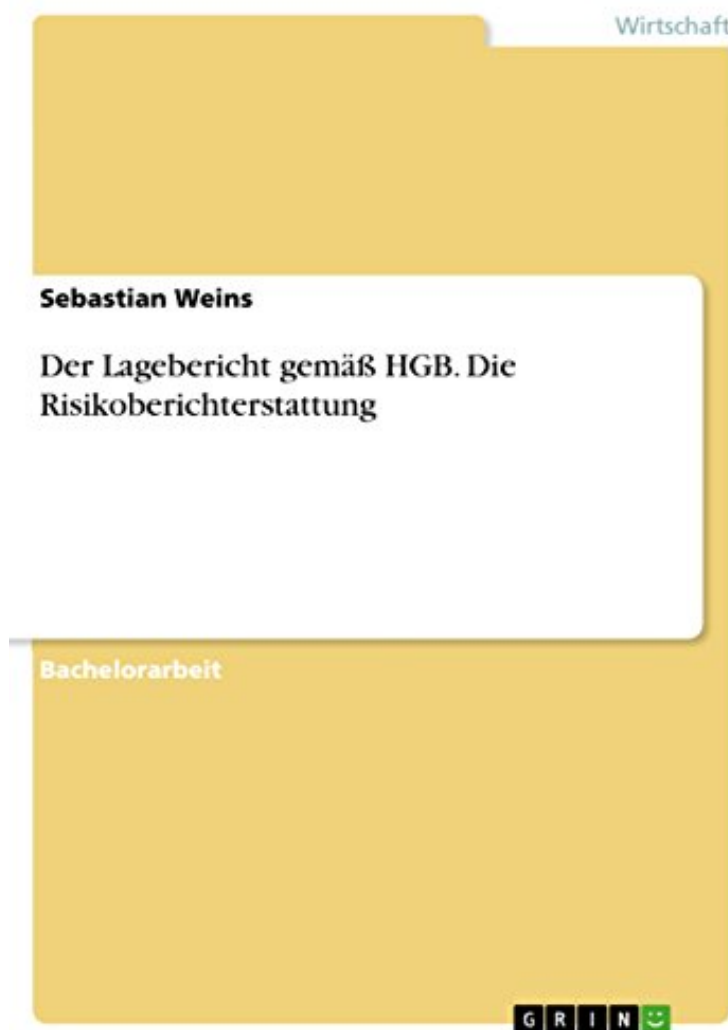 Wirtschaft
Sebastian Weins
Der Lagebericht gemäß HGB. Die
Risikoberichterstattung
Bachelorarbeit
GRIN